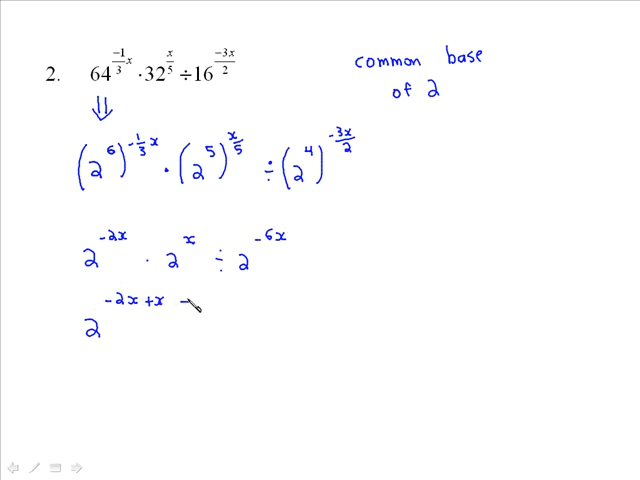 2. 64^(-1/3 x) · 32^(x/5) ÷ 16^(-3x/2)
common base
of 2
⇓
(2^6)^(-1/3 x) · (2^5)^(x/5) ÷ (2^4)^(-3x/2)
2^(-2x) · 2^x ÷ 2^(-6x)
2^(-2x+x -